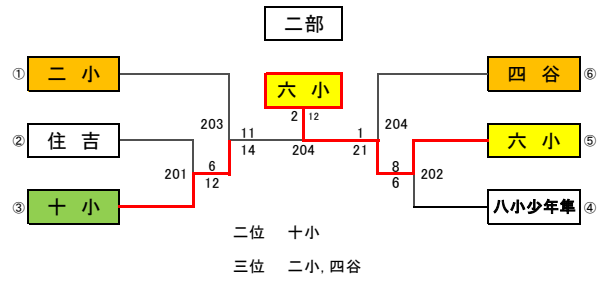 二部
① 二 小
六 小
四 谷 ⑥
2 12
203 11 1 204
② 住 吉
14 204 21
六 小 ⑤
201 6 8 202
12 6
③ 十 小
八小少年隼 ④
二位 十小
三位 二小,四谷